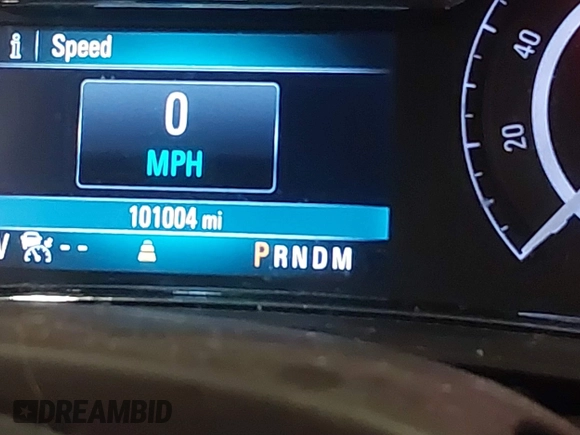 i Speed
40
0
20
MPH
101004 mi
-- PRNDM
DREAMBID